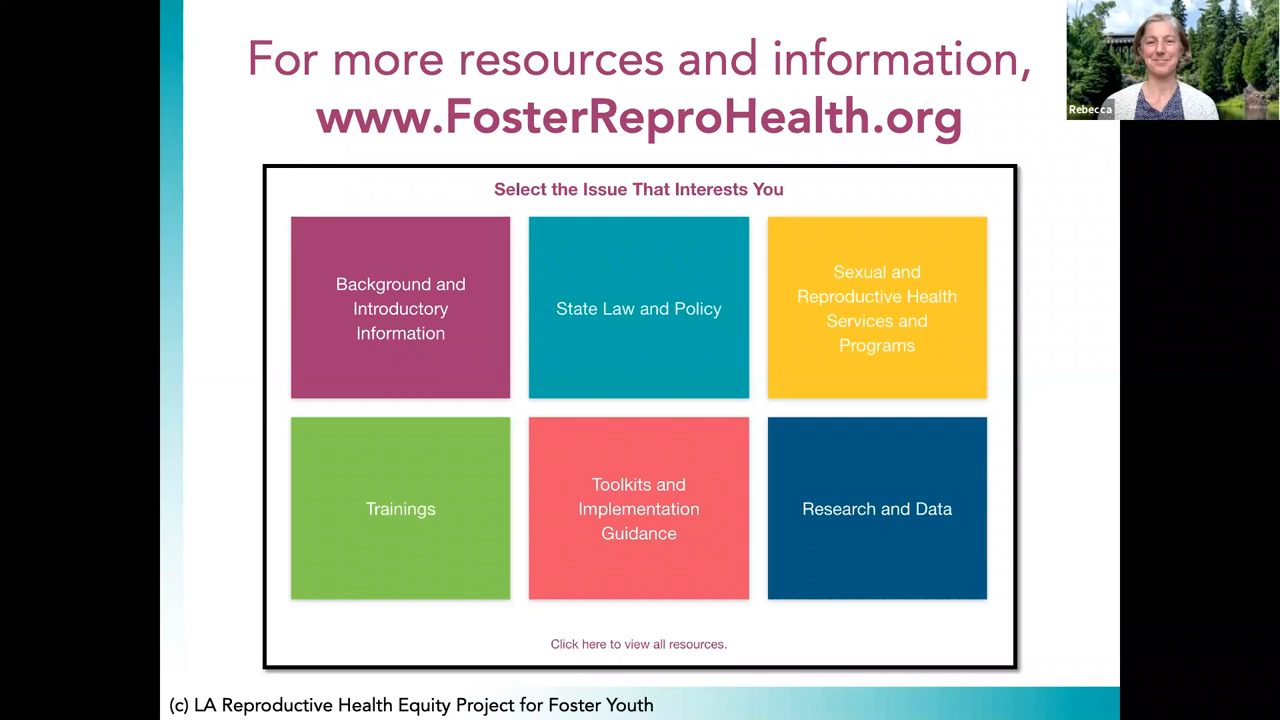 For more resources and information,
www.FosterReproHealth.org
Rebecca
Select the Issue That Interests You
Background and
Introductory
Information
State Law and Policy
Sexual and
Reproductive Health
Services and
Programs
Trainings
Toolkits and
Implementation
Guidance
Research and Data
Click here to view all resources.
(c) LA Reproductive Health Equity Project for Foster Youth